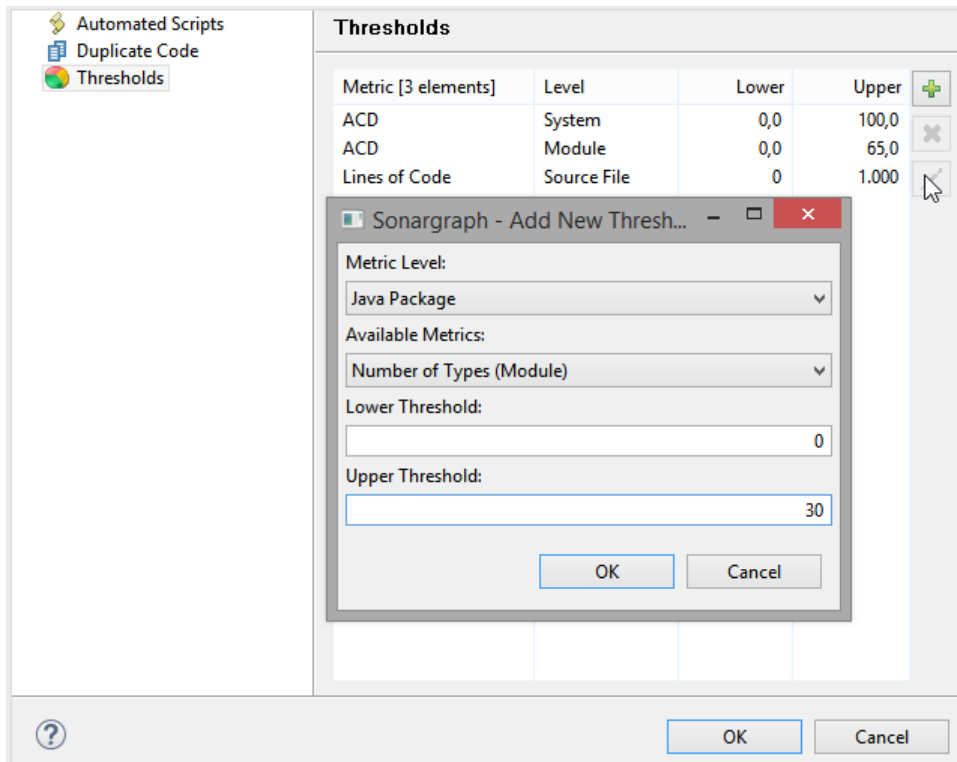 Automated Scripts
Duplicate Code
Thresholds
Thresholds
Metric [3 elements] Level Lower Upper
ACD System 0,0 100,0
ACD Module 0,0 65,0
Lines of Code Source File 0 1.000
Sonargraph - Add New Thresh...
Metric Level:
Java Package
Available Metrics:
Number of Types (Module)
Lower Threshold:
0
Upper Threshold:
30
OK Cancel
? OK Cancel